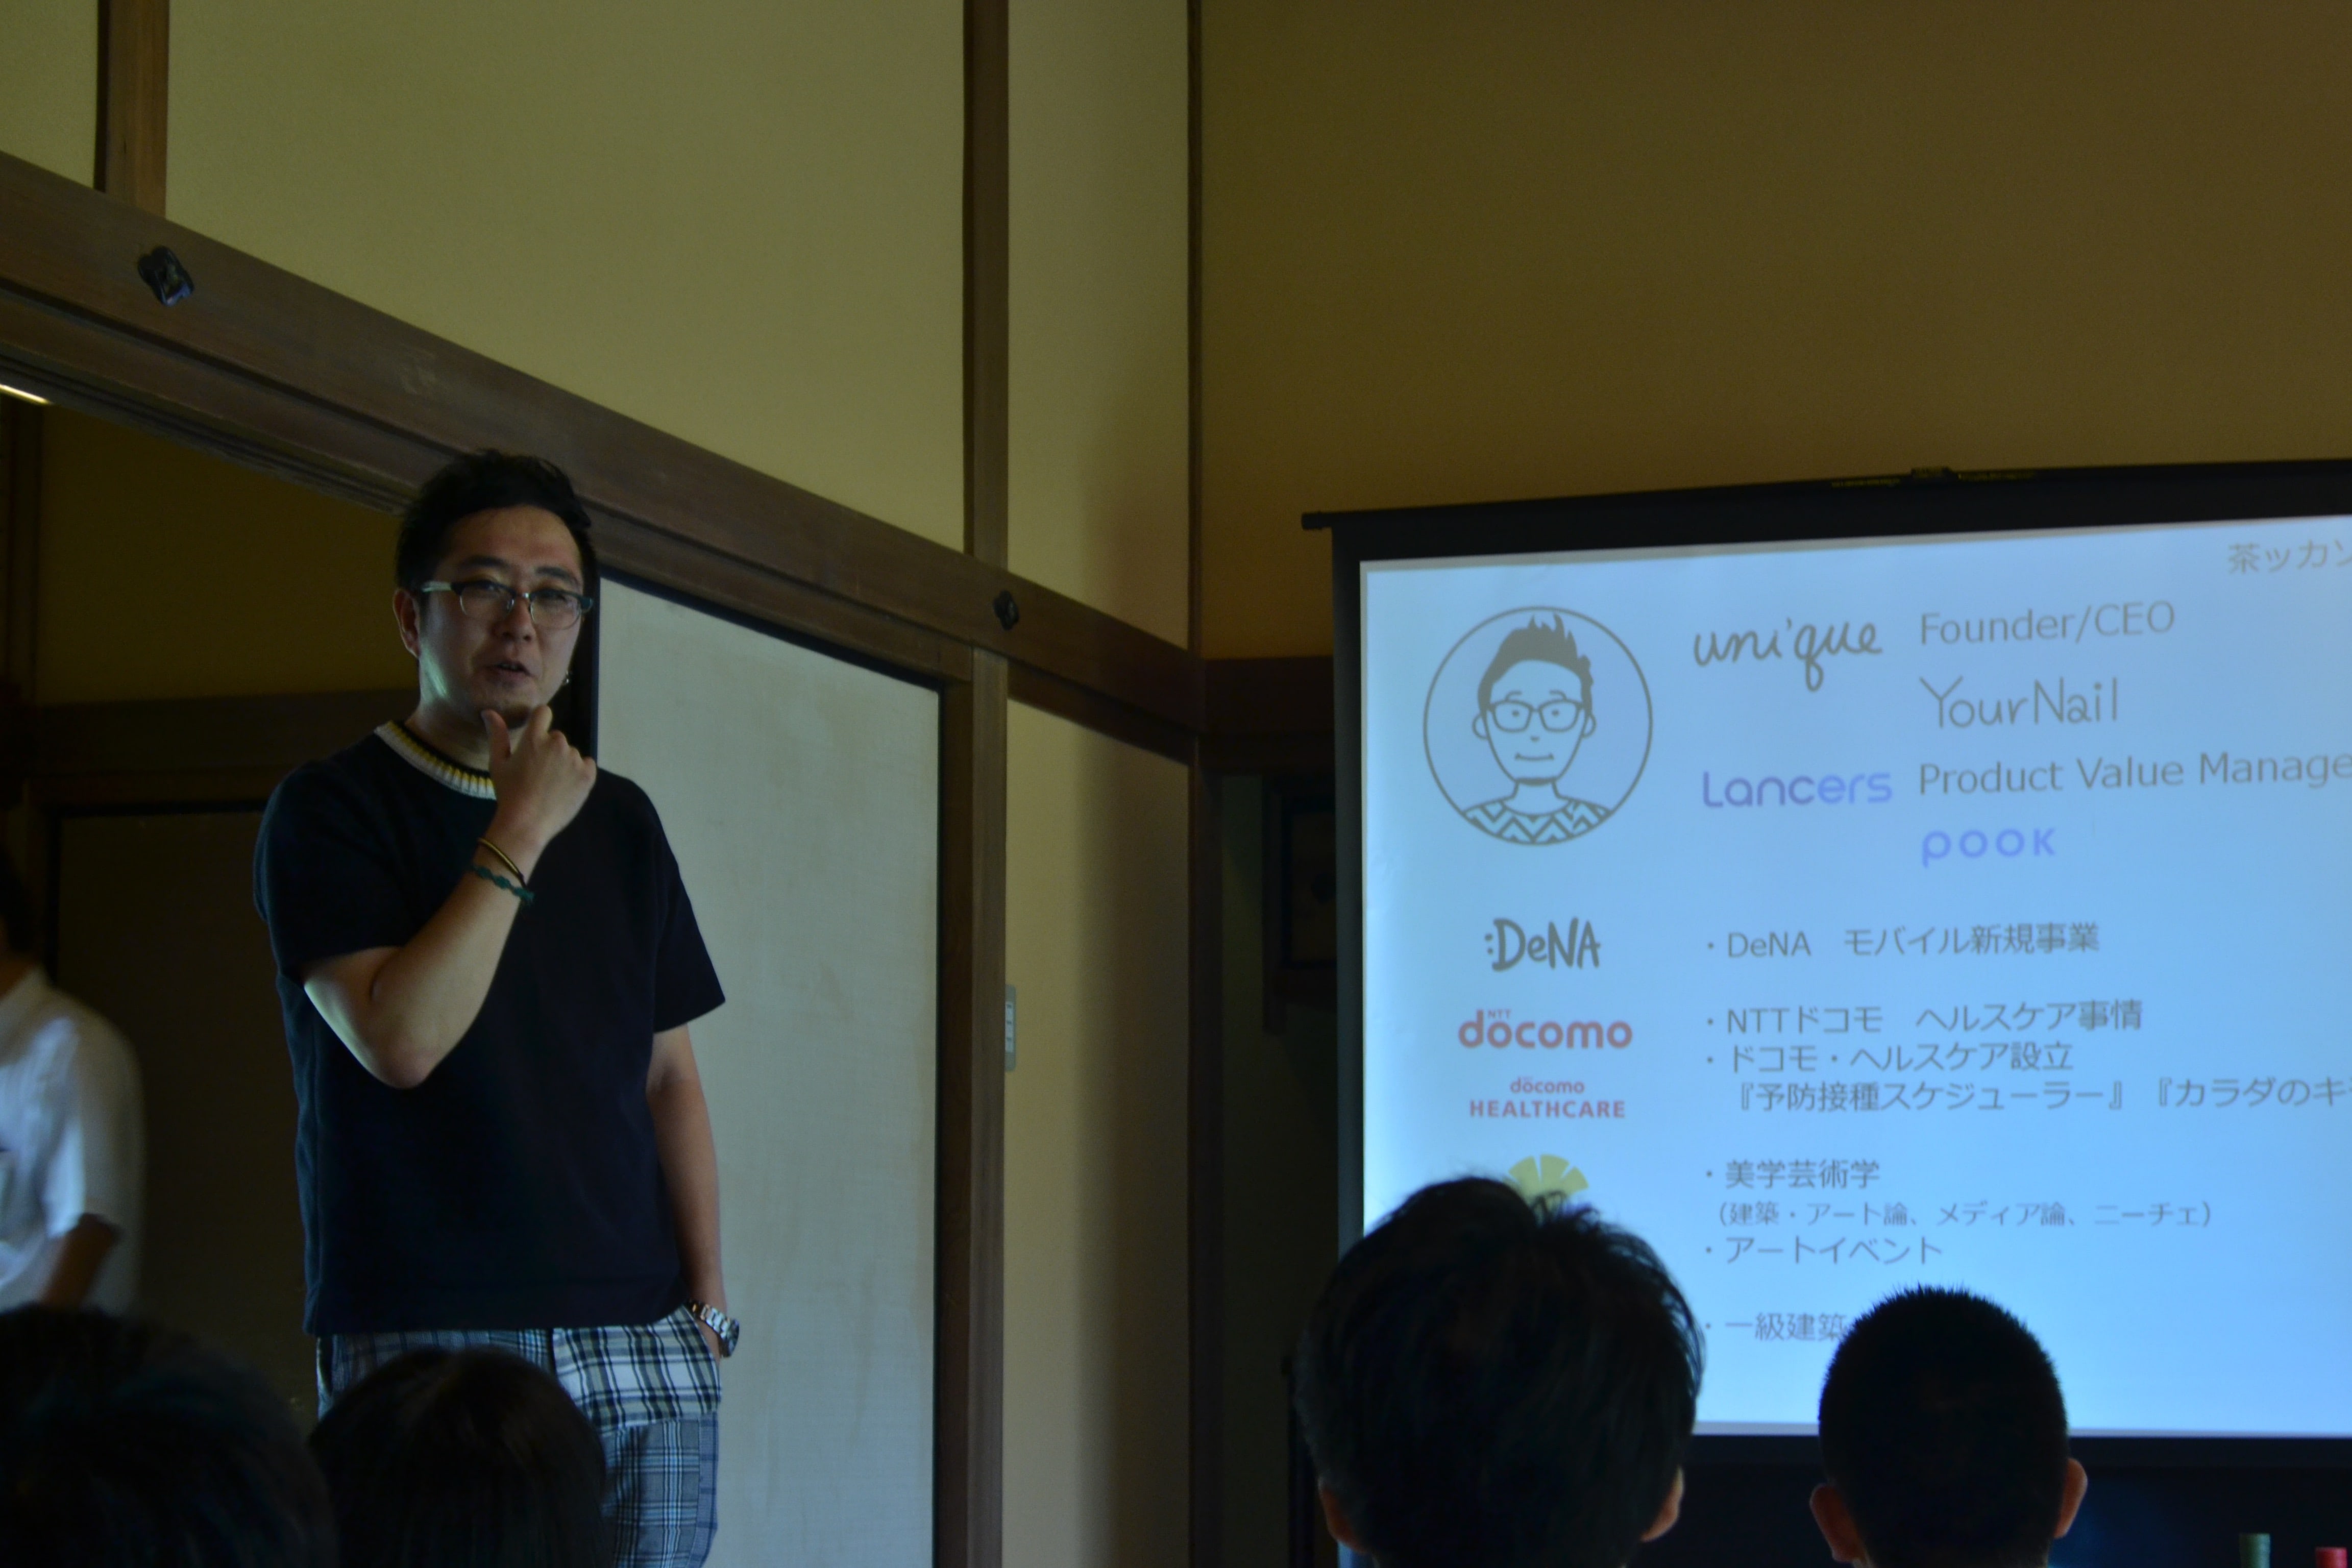 茶ッカソ
unique Founder/CEO
YourNail
Lancers Product Value Manage
pook
:DeNA ・DeNA モバイル新規事業
NTT docomo ・NTTドコモ ヘルスケア事情
・ドコモ・ヘルスケア設立
docomo HEALTHCARE 『予防接種スケジューラー』『カラダのキ
・美学芸術学
（建築・アート論、メディア論、ニーチェ）
・アートイベント
・一級建築